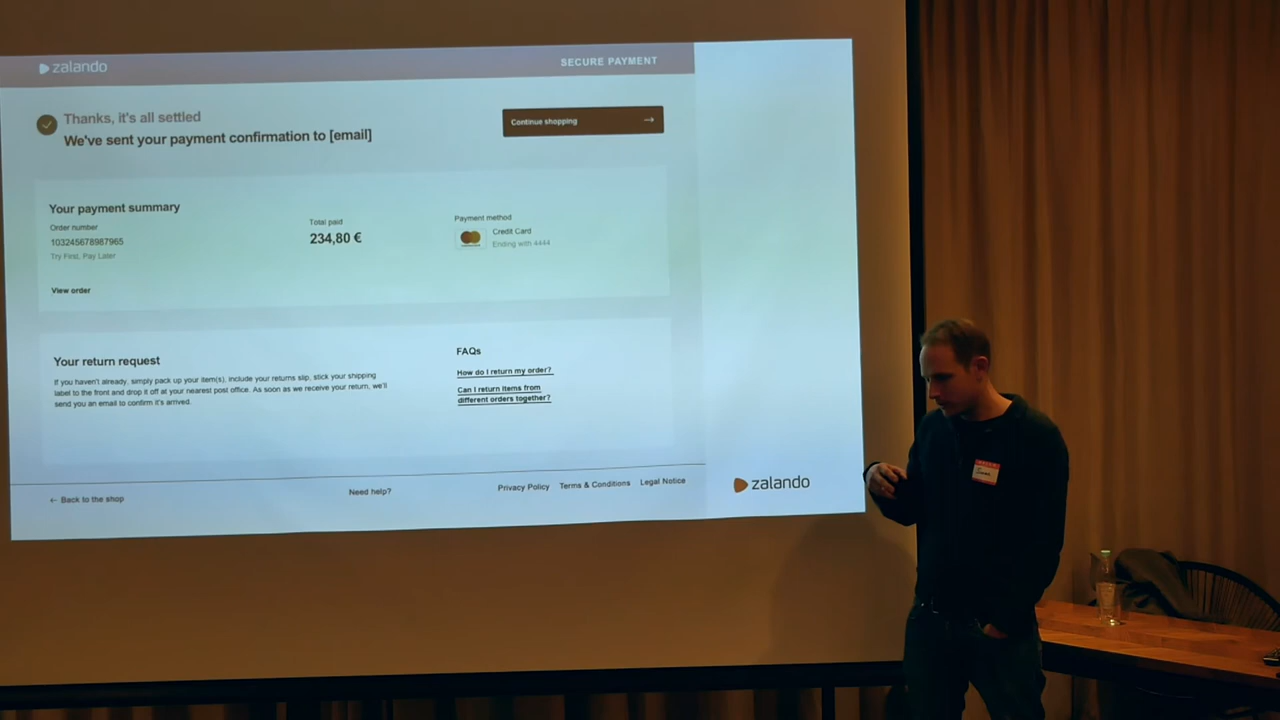 zalando
SECURE PAYMENT
Thanks, it's all settled
We've sent your payment confirmation to [email]
Continue shopping →
Your payment summary
Order number
103245678987965
Try First, Pay Later
View order
Total paid
234,80 €
Payment method
Credit Card
Ending with 4444
Your return request
If you haven't already, simply pack up your item(s), include your returns slip, stick your shipping
label to the front and drop it off at your nearest post office. As soon as we receive your return, we'll
send you an email to confirm it's arrived.
FAQs
How do I return my order?
Can I return items from
different orders together?
← Back to the shop
Need help?
Privacy Policy
Terms & Conditions
Legal Notice
zalando